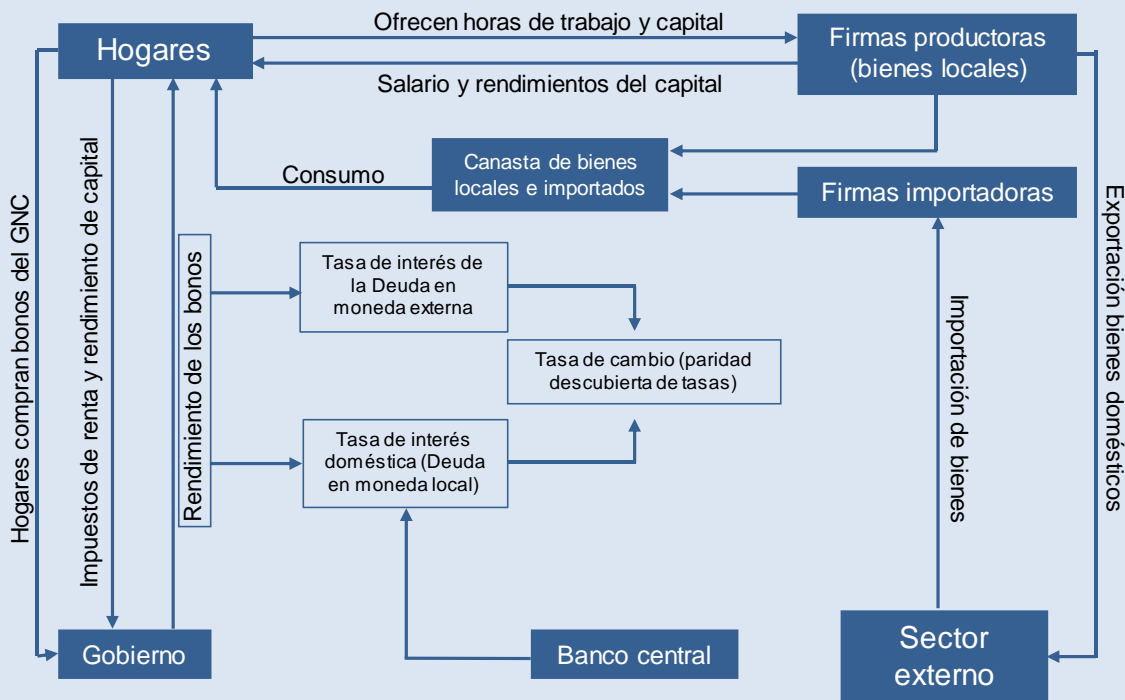 Ofrecen horas de trabajo y capital
Hogares
Firmas productoras
(bienes locales)
Salario y rendimientos del capital
Canasta de bienes
locales e importados
Consumo
Firmas importadoras
Hogares compran bonos del GNC
Impuestos de renta y rendimiento de capital
Rendimiento de los bonos
Tasa de interés de
la Deuda en
moneda externa
Tasa de cambio (paridad
descubierta de tasas)
Tasa de interés
doméstica (Deuda
en moneda local)
Importación de bienes
Exportación bienes domésticos
Gobierno
Banco central
Sector
externo